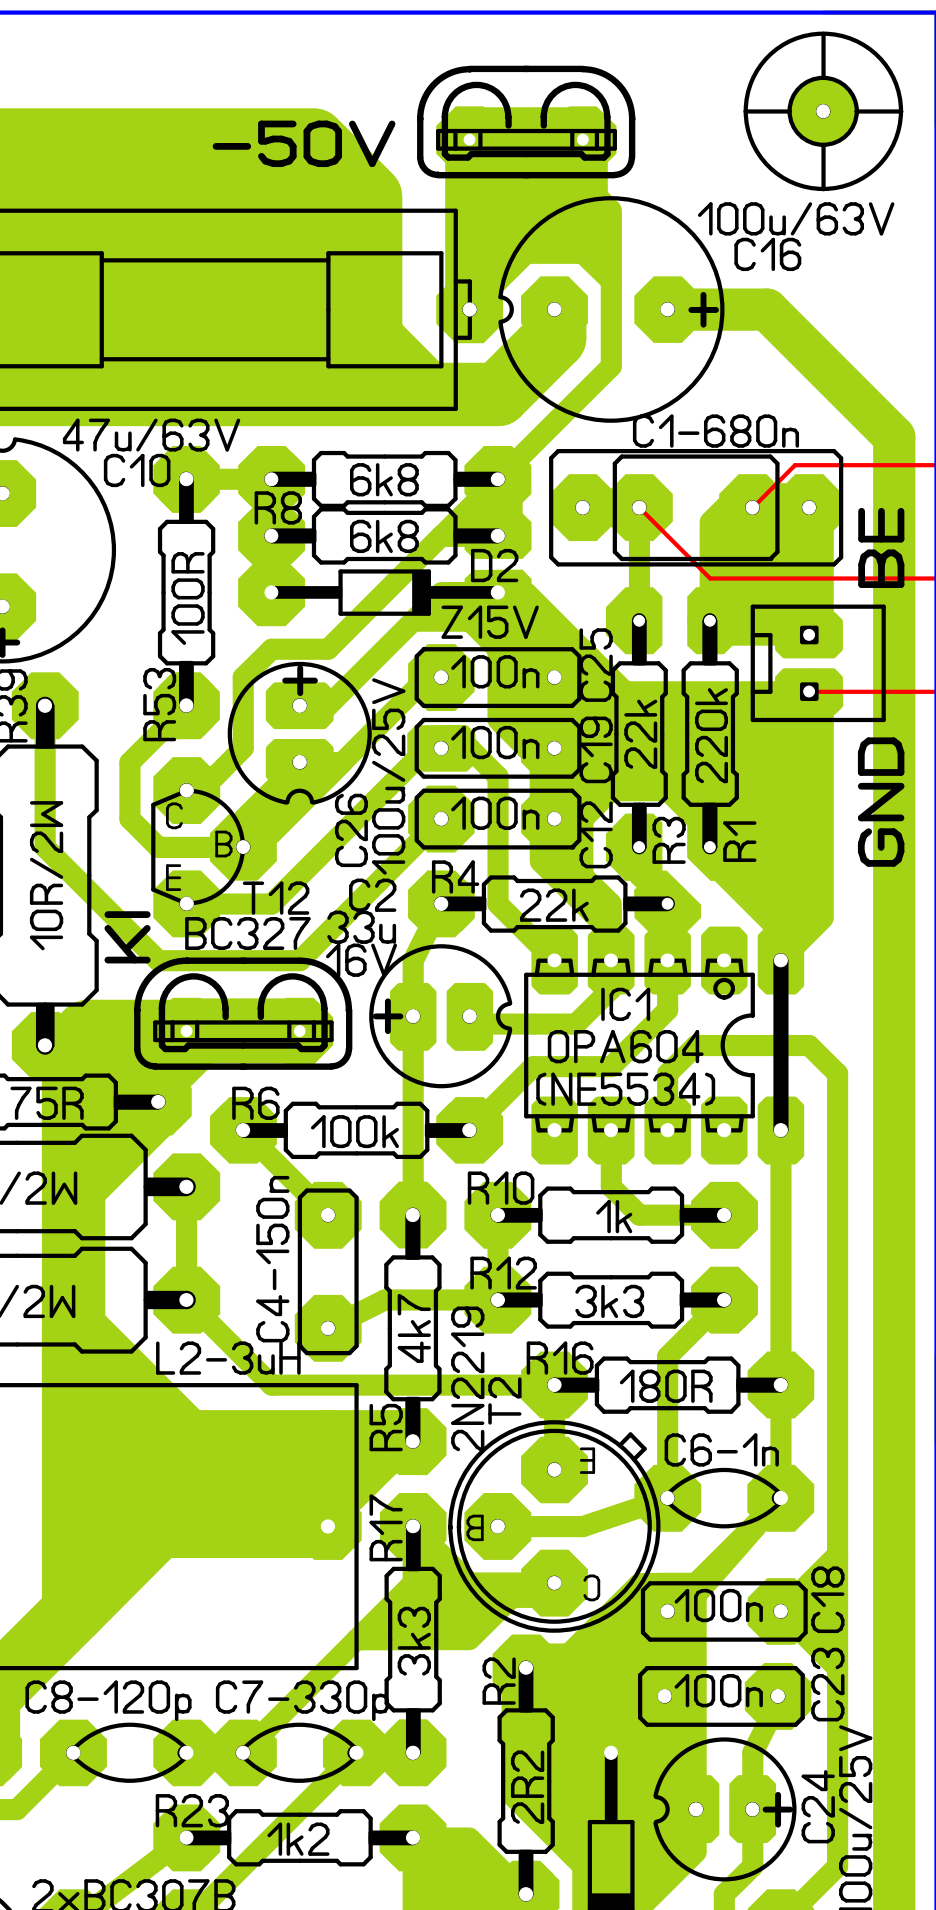 -50V
100u/63V
C16
47u/63V
C10
6k8
C1-680n
R8
6k8
BE
100R
D2
Z15V
R39
R53
100n
C25
22k
220k
100n
C19
100u/25V
C26
100n
C12
R3
R1
GND
C
B
E
10R/2W
K1
T12
BC327
C2
33u
16V
R4
22k
IC1
OPA604
(NE5534)
75R
R6
100k
/2W
R10
1k
C4-150n
R12
3k3
/2W
4k7
2N2219
T2
L2-3uH
R16
180R
R5
C6-1n
E
B
C
R17
3k3
100n
C18
R2
100n
C23
C8-120p
C7-330p
2R2
C24
100u/25V
R23
1k2
2xBC307B